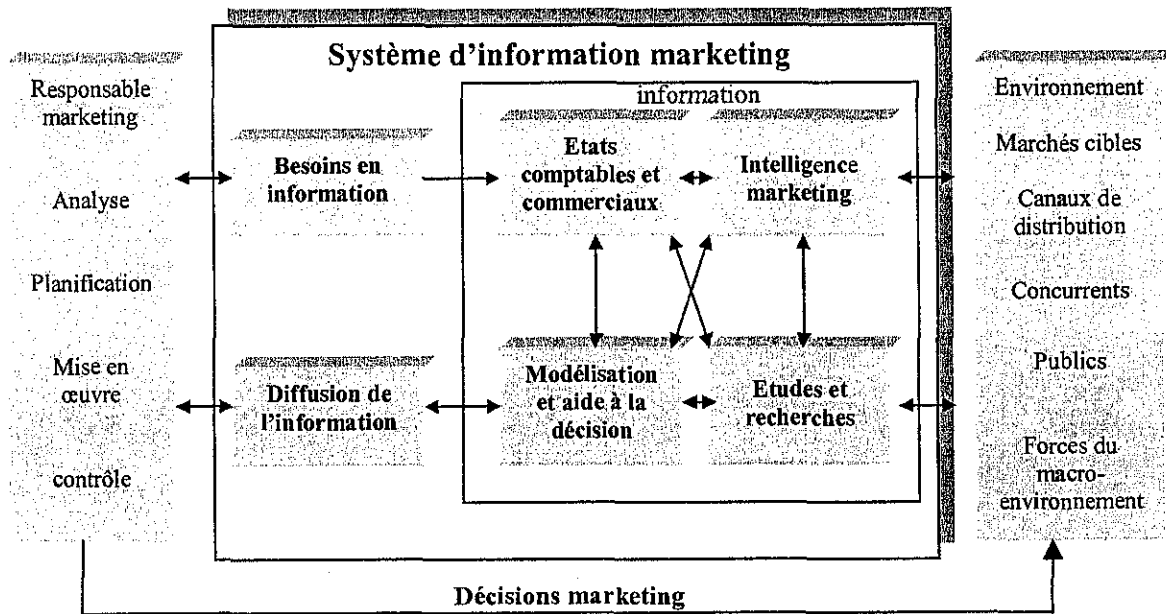 Système d'information marketing
information
Responsable
marketing
Analyse
Planification
Mise en
œuvre
contrôle
Besoins en
information
Diffusion de
l'information
Etats
comptables et
commerciaux
Intelligence
marketing
Modélisation
et aide à la
décision
Etudes et
recherches
Environnement
Marchés cibles
Canaux de
distribution
Concurrents
Publics
Forces du
macro-
environnement
Décisions marketing